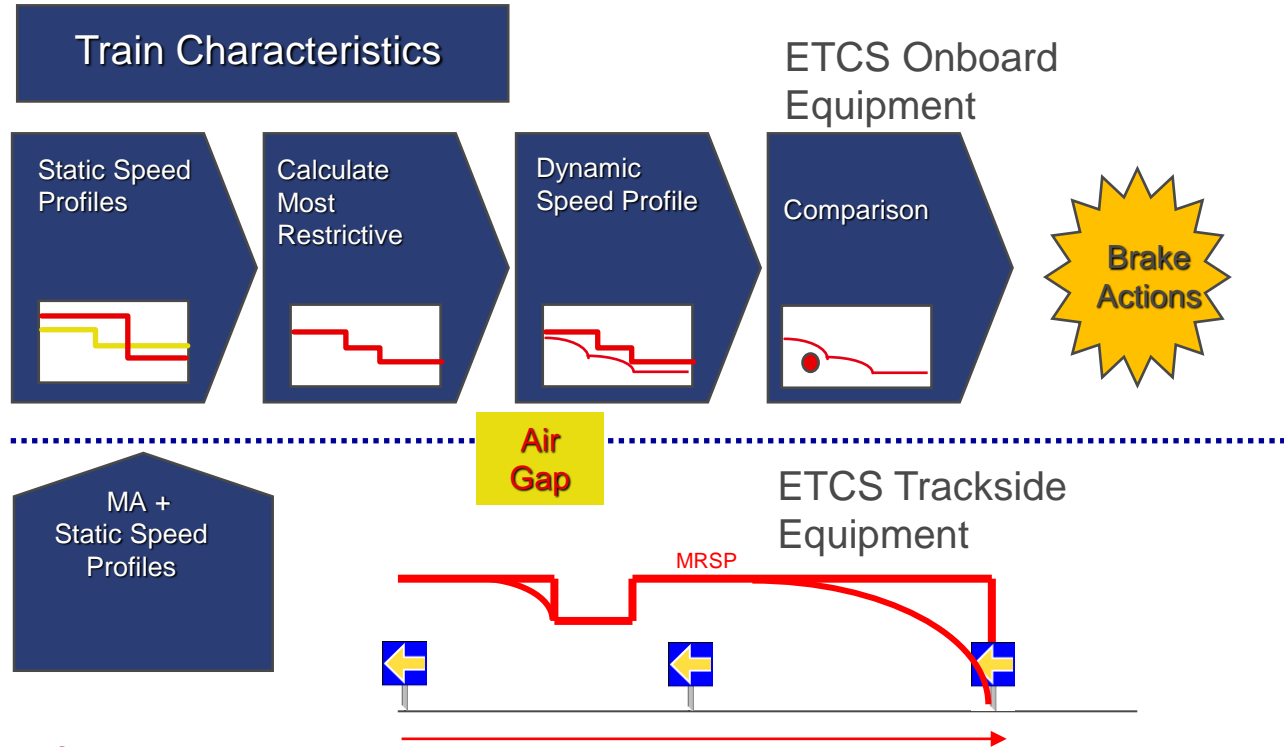 Train Characteristics
ETCS Onboard
Equipment
Static Speed
Profiles
Calculate
Most
Restrictive
Dynamic
Speed Profile
Comparison
Brake
Actions
Air
Gap
MA +
Static Speed
Profiles
ETCS Trackside
Equipment
MRSP